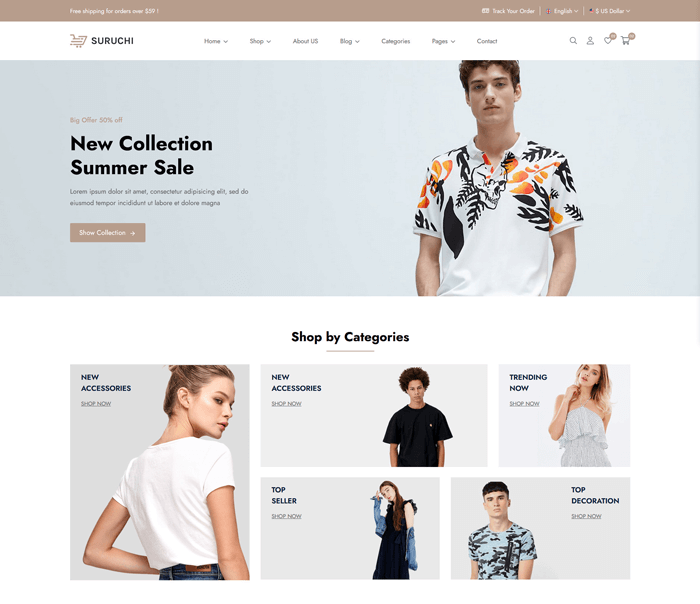 Free shipping for orders over $59 !
Track Your Order
English
$ US Dollar
SURUCHI
Home
Shop
About US
Blog
Categories
Pages
Contact
Big Offer 50% off
New Collection
Summer Sale
Lorem ipsum dolor sit amet, consectetur adipisicing elit, sed do
eiusmod tempor incididunt ut labore et dolore magna
Show Collection
Shop by Categories
NEW
ACCESSORIES
SHOP NOW
NEW
ACCESSORIES
SHOP NOW
TRENDING
NOW
SHOP NOW
TOP
SELLER
SHOP NOW
TOP
DECORATION
SHOP NOW